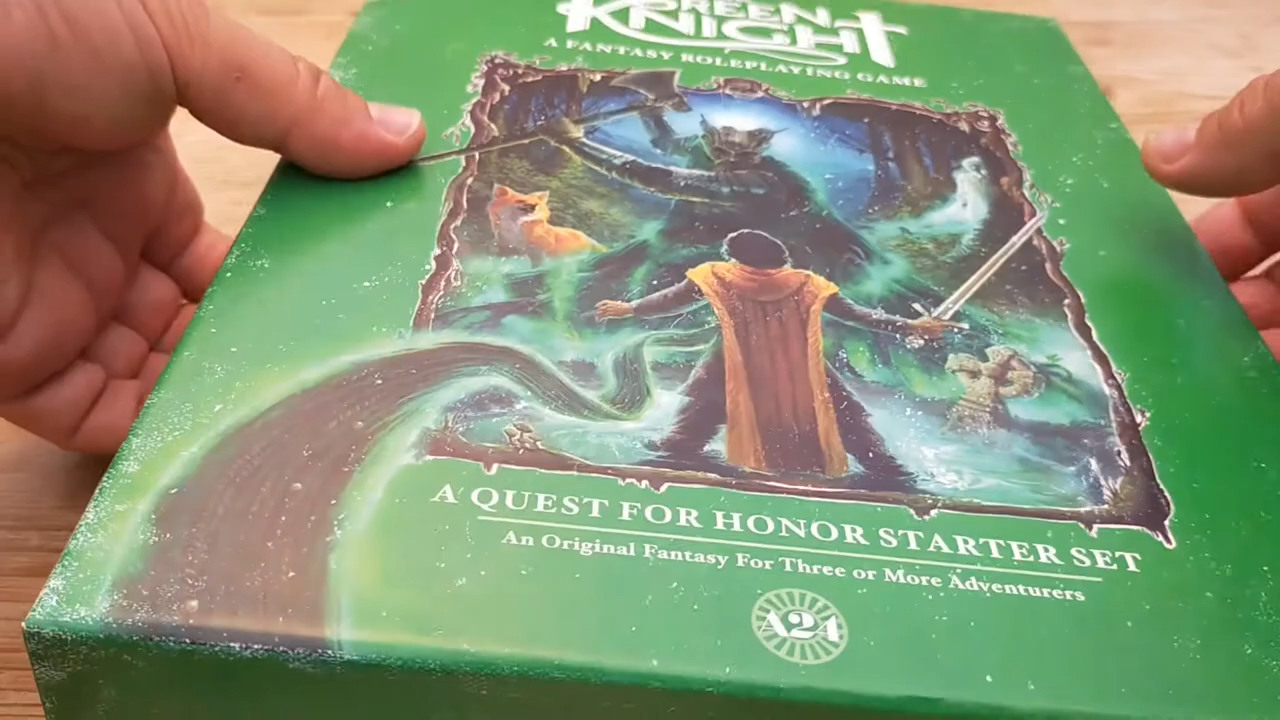 GREEN
KNIGHT
A FANTASY ROLEPLAYING GAME
A QUEST FOR HONOR STARTER SET
An Original Fantasy For Three or More Adventurers
A24